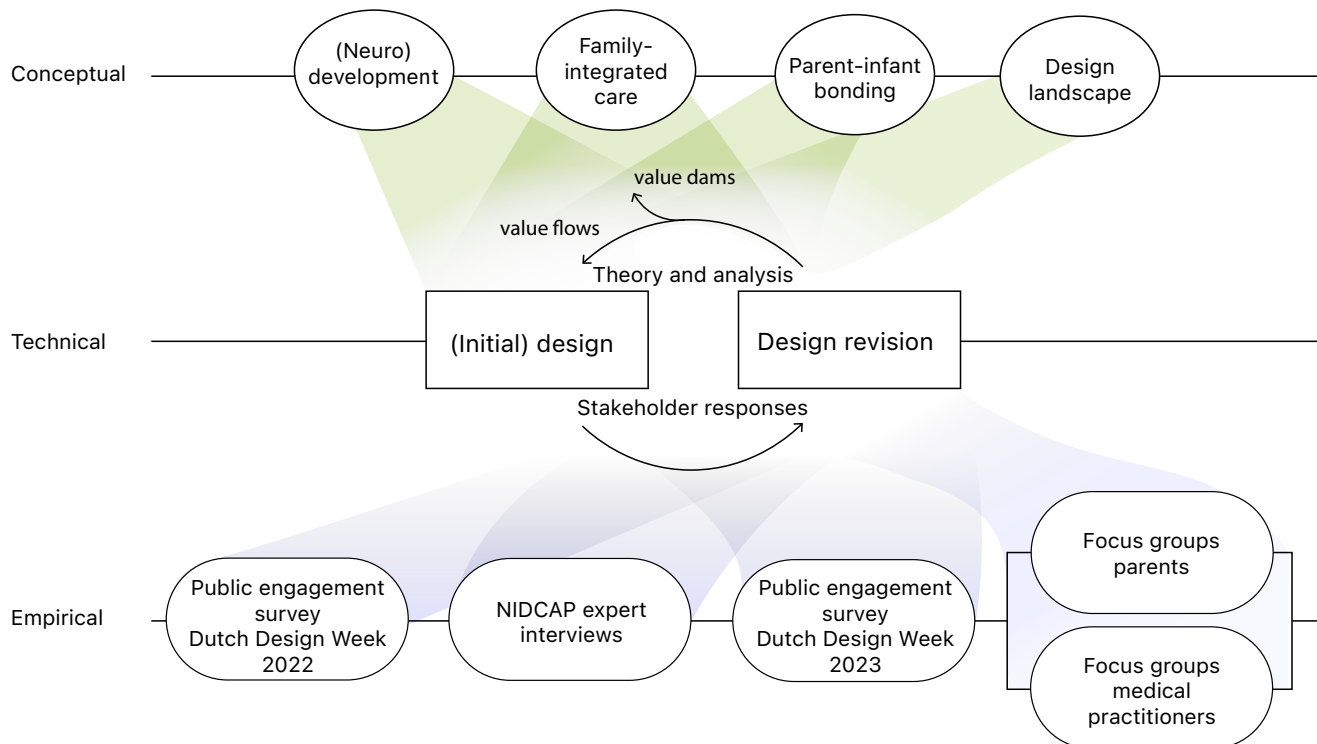 Conceptual
(Neuro)
development
Family-
integrated
care
Parent-infant
bonding
Design
landscape
value dams
value flows
Theory and analysis
Technical
(Initial) design
Design revision
Stakeholder responses
Empirical
Public engagement
survey
Dutch Design Week
2022
NIDCAP expert
interviews
Public engagement
survey
Dutch Design Week
2023
Focus groups
parents
Focus groups
medical
practitioners